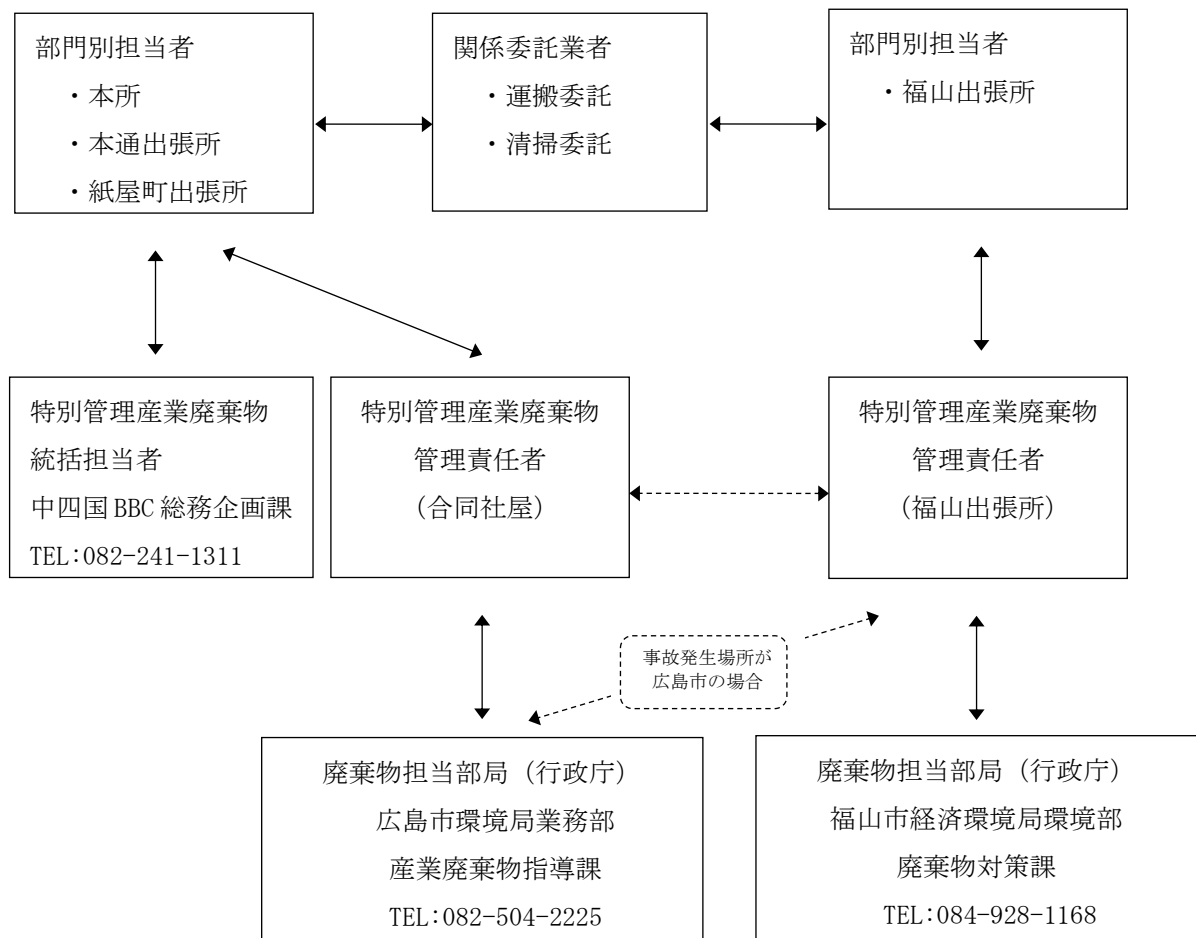 部門別担当者
・本所
・本通出張所
・紙屋町出張所
関係委託業者
・運搬委託
・清掃委託
部門別担当者
・福山出張所
特別管理産業廃棄物
統括担当者
中四国 BBC 総務企画課
TEL:082-241-1311
特別管理産業廃棄物
管理責任者
(合同社屋)
特別管理産業廃棄物
管理責任者
(福山出張所)
事故発生場所が
広島市の場合
廃棄物担当部局（行政庁）
広島市環境局業務部
産業廃棄物指導課
TEL:082-504-2225
廃棄物担当部局（行政庁）
福山市経済環境局環境部
廃棄物対策課
TEL:084-928-1168